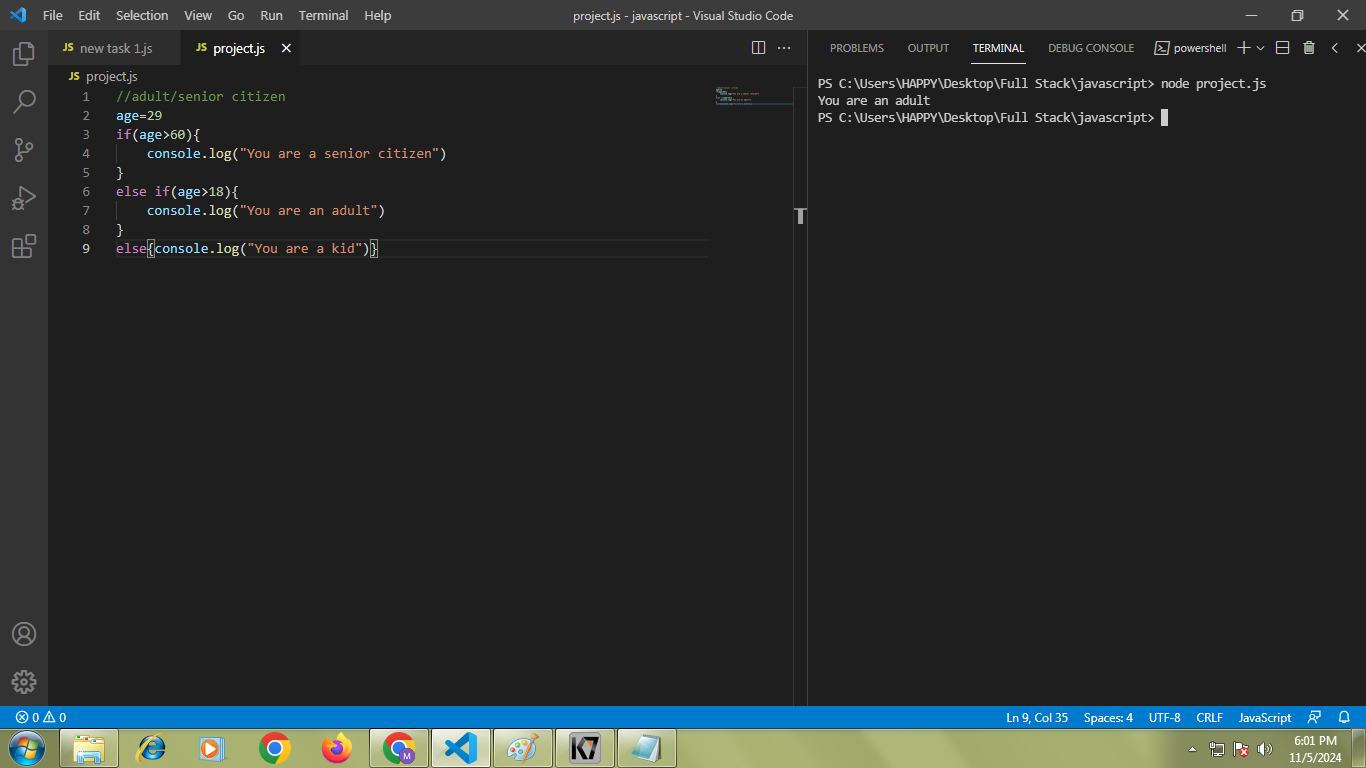 File Edit Selection View Go Run Terminal Help project.js - javascript - Visual Studio Code
JS new task 1.js JS project.js
JS project.js
1 //adult/senior citizen
2 age=29
3 if(age>60){
4     console.log("You are a senior citizen")
5 }
6 else if(age>18){
7     console.log("You are an adult")
8 }
9 else{console.log("You are a kid")}
PROBLEMS OUTPUT TERMINAL DEBUG CONSOLE powershell
PS C:\Users\HAPPY\Desktop\Full Stack\javascript> node project.js
You are an adult
PS C:\Users\HAPPY\Desktop\Full Stack\javascript>
0 0 Ln 9, Col 35 Spaces: 4 UTF-8 CRLF JavaScript
M K7
6:01 PM
11/5/2024